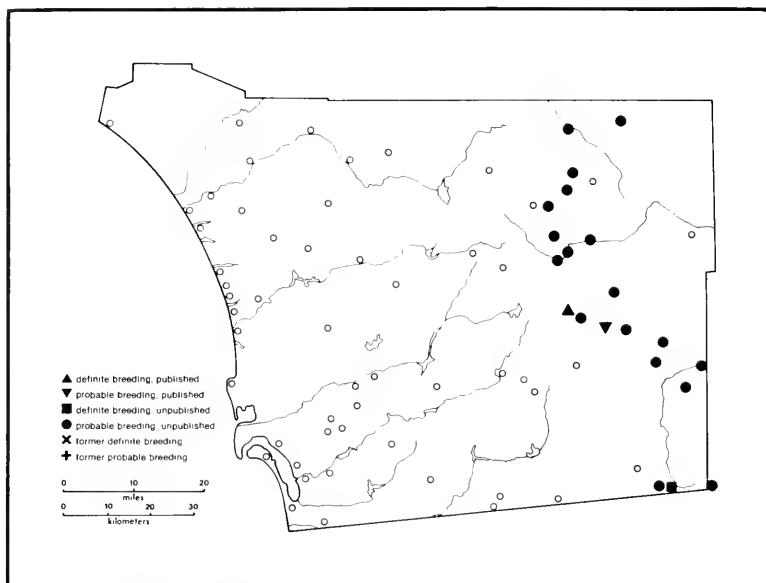 definite breeding, published
probable breeding, published
definite breeding, unpublished
probable breeding, unpublished
former definite breeding
former probable breeding
0 10 20
miles
0 10 20 30
kilometers